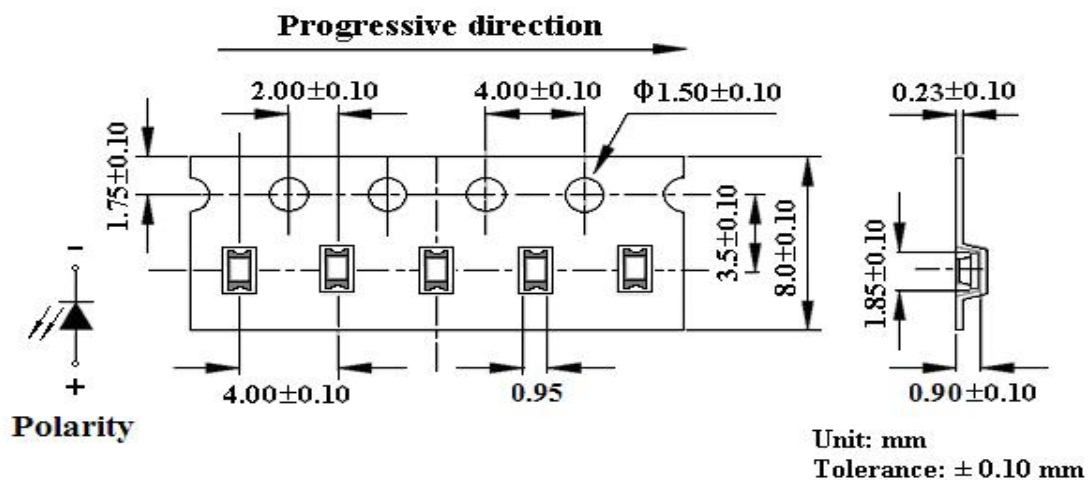 Progressive direction
2.00±0.10
4.00±0.10
Φ1.50±0.10
0.23±0.10
1.75±0.10
3.5±0.10
8.0±0.10
1.85±0.10
-
+
Polarity
4.00±0.10
0.95
0.90±0.10
Unit: mm
Tolerance: ± 0.10 mm